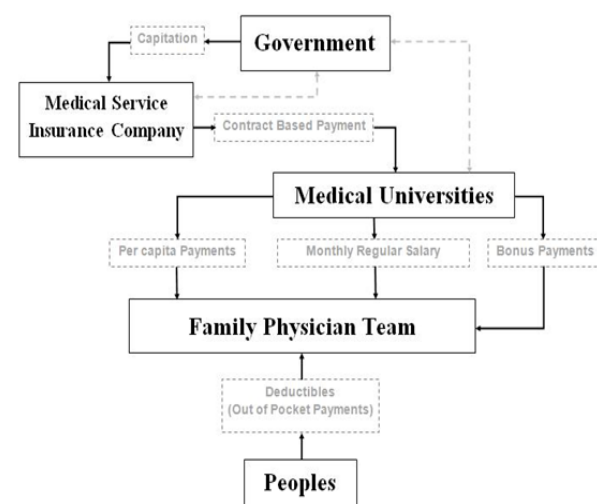 Capitation
Government
Medical Service
Insurance Company
Contract Based Payment
Medical Universities
Per capita Payments
Monthly Regular Salary
Bonus Payments
Family Physician Team
Deductibles
(Out of Pocket Payments)
Peoples